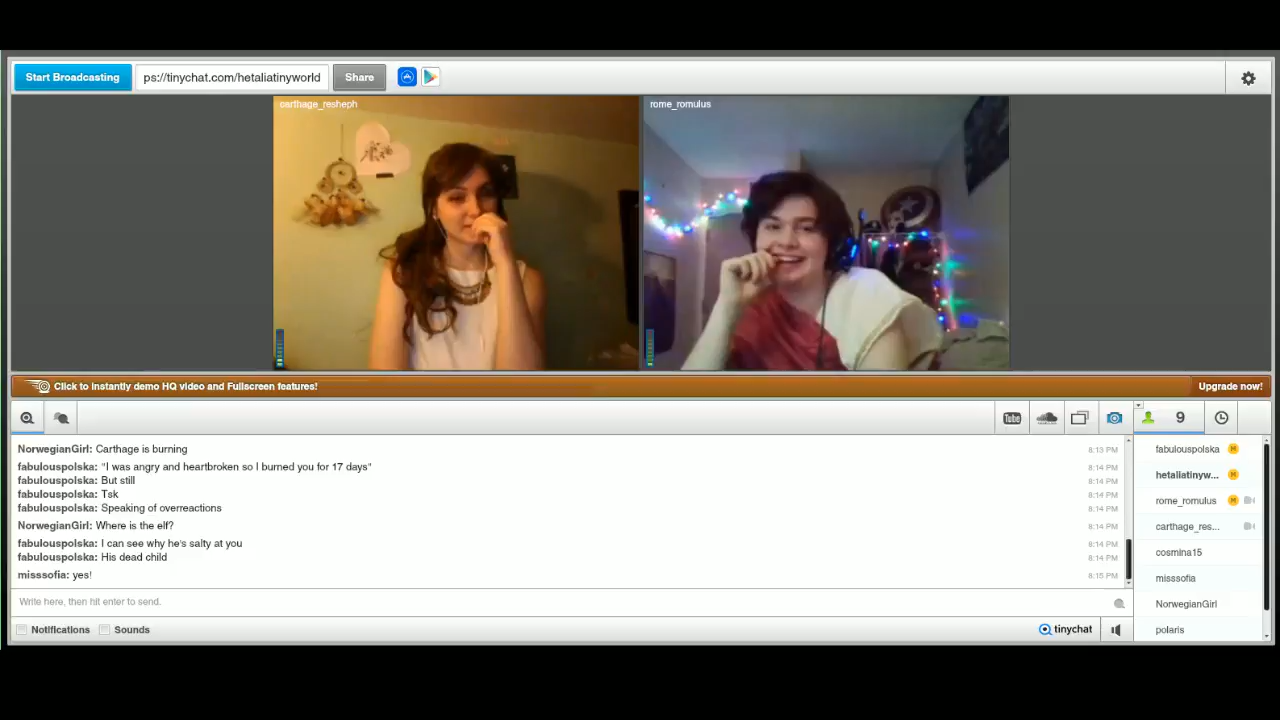 Start Broadcasting
ps://tinychat.com/hetaliatinyworld
Share
carthage_resheph
rome_romulus
Click to instantly demo HQ video and Fullscreen features!
Upgrade now!
You Tube
9
NorwegianGirl: Carthage is burning 8:13 PM
fabulouspolska: "I was angry and heartbroken so I burned you for 17 days" 8:14 PM
fabulouspolska: But still 8:14 PM
fabulouspolska: Tsk 8:14 PM
fabulouspolska: Speaking of overreactions 8:14 PM
NorwegianGirl: Where is the elf? 8:14 PM
fabulouspolska: I can see why he's salty at you 8:14 PM
fabulouspolska: His dead child 8:14 PM
misssofia: yes! 8:15 PM
fabulouspolska M
hetaliatinyw... M
rome_romulus M
carthage_res...
cosmina15
misssofia
NorwegianGirl
polaris
Write here, then hit enter to send.
Notifications
Sounds
tinychat